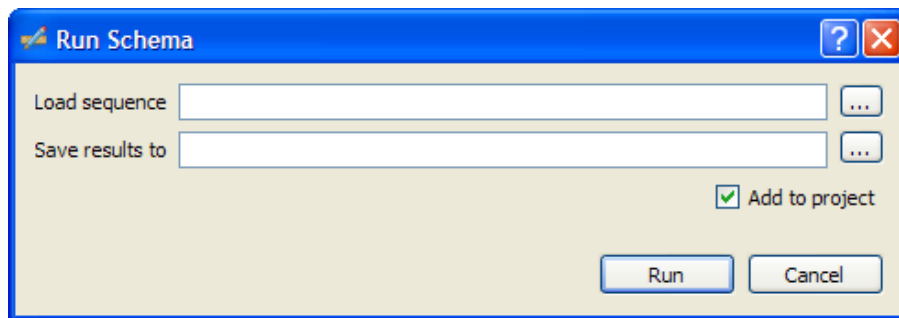 Run Schema
?
Load sequence ...
Save results to ...
Add to project
Run Cancel